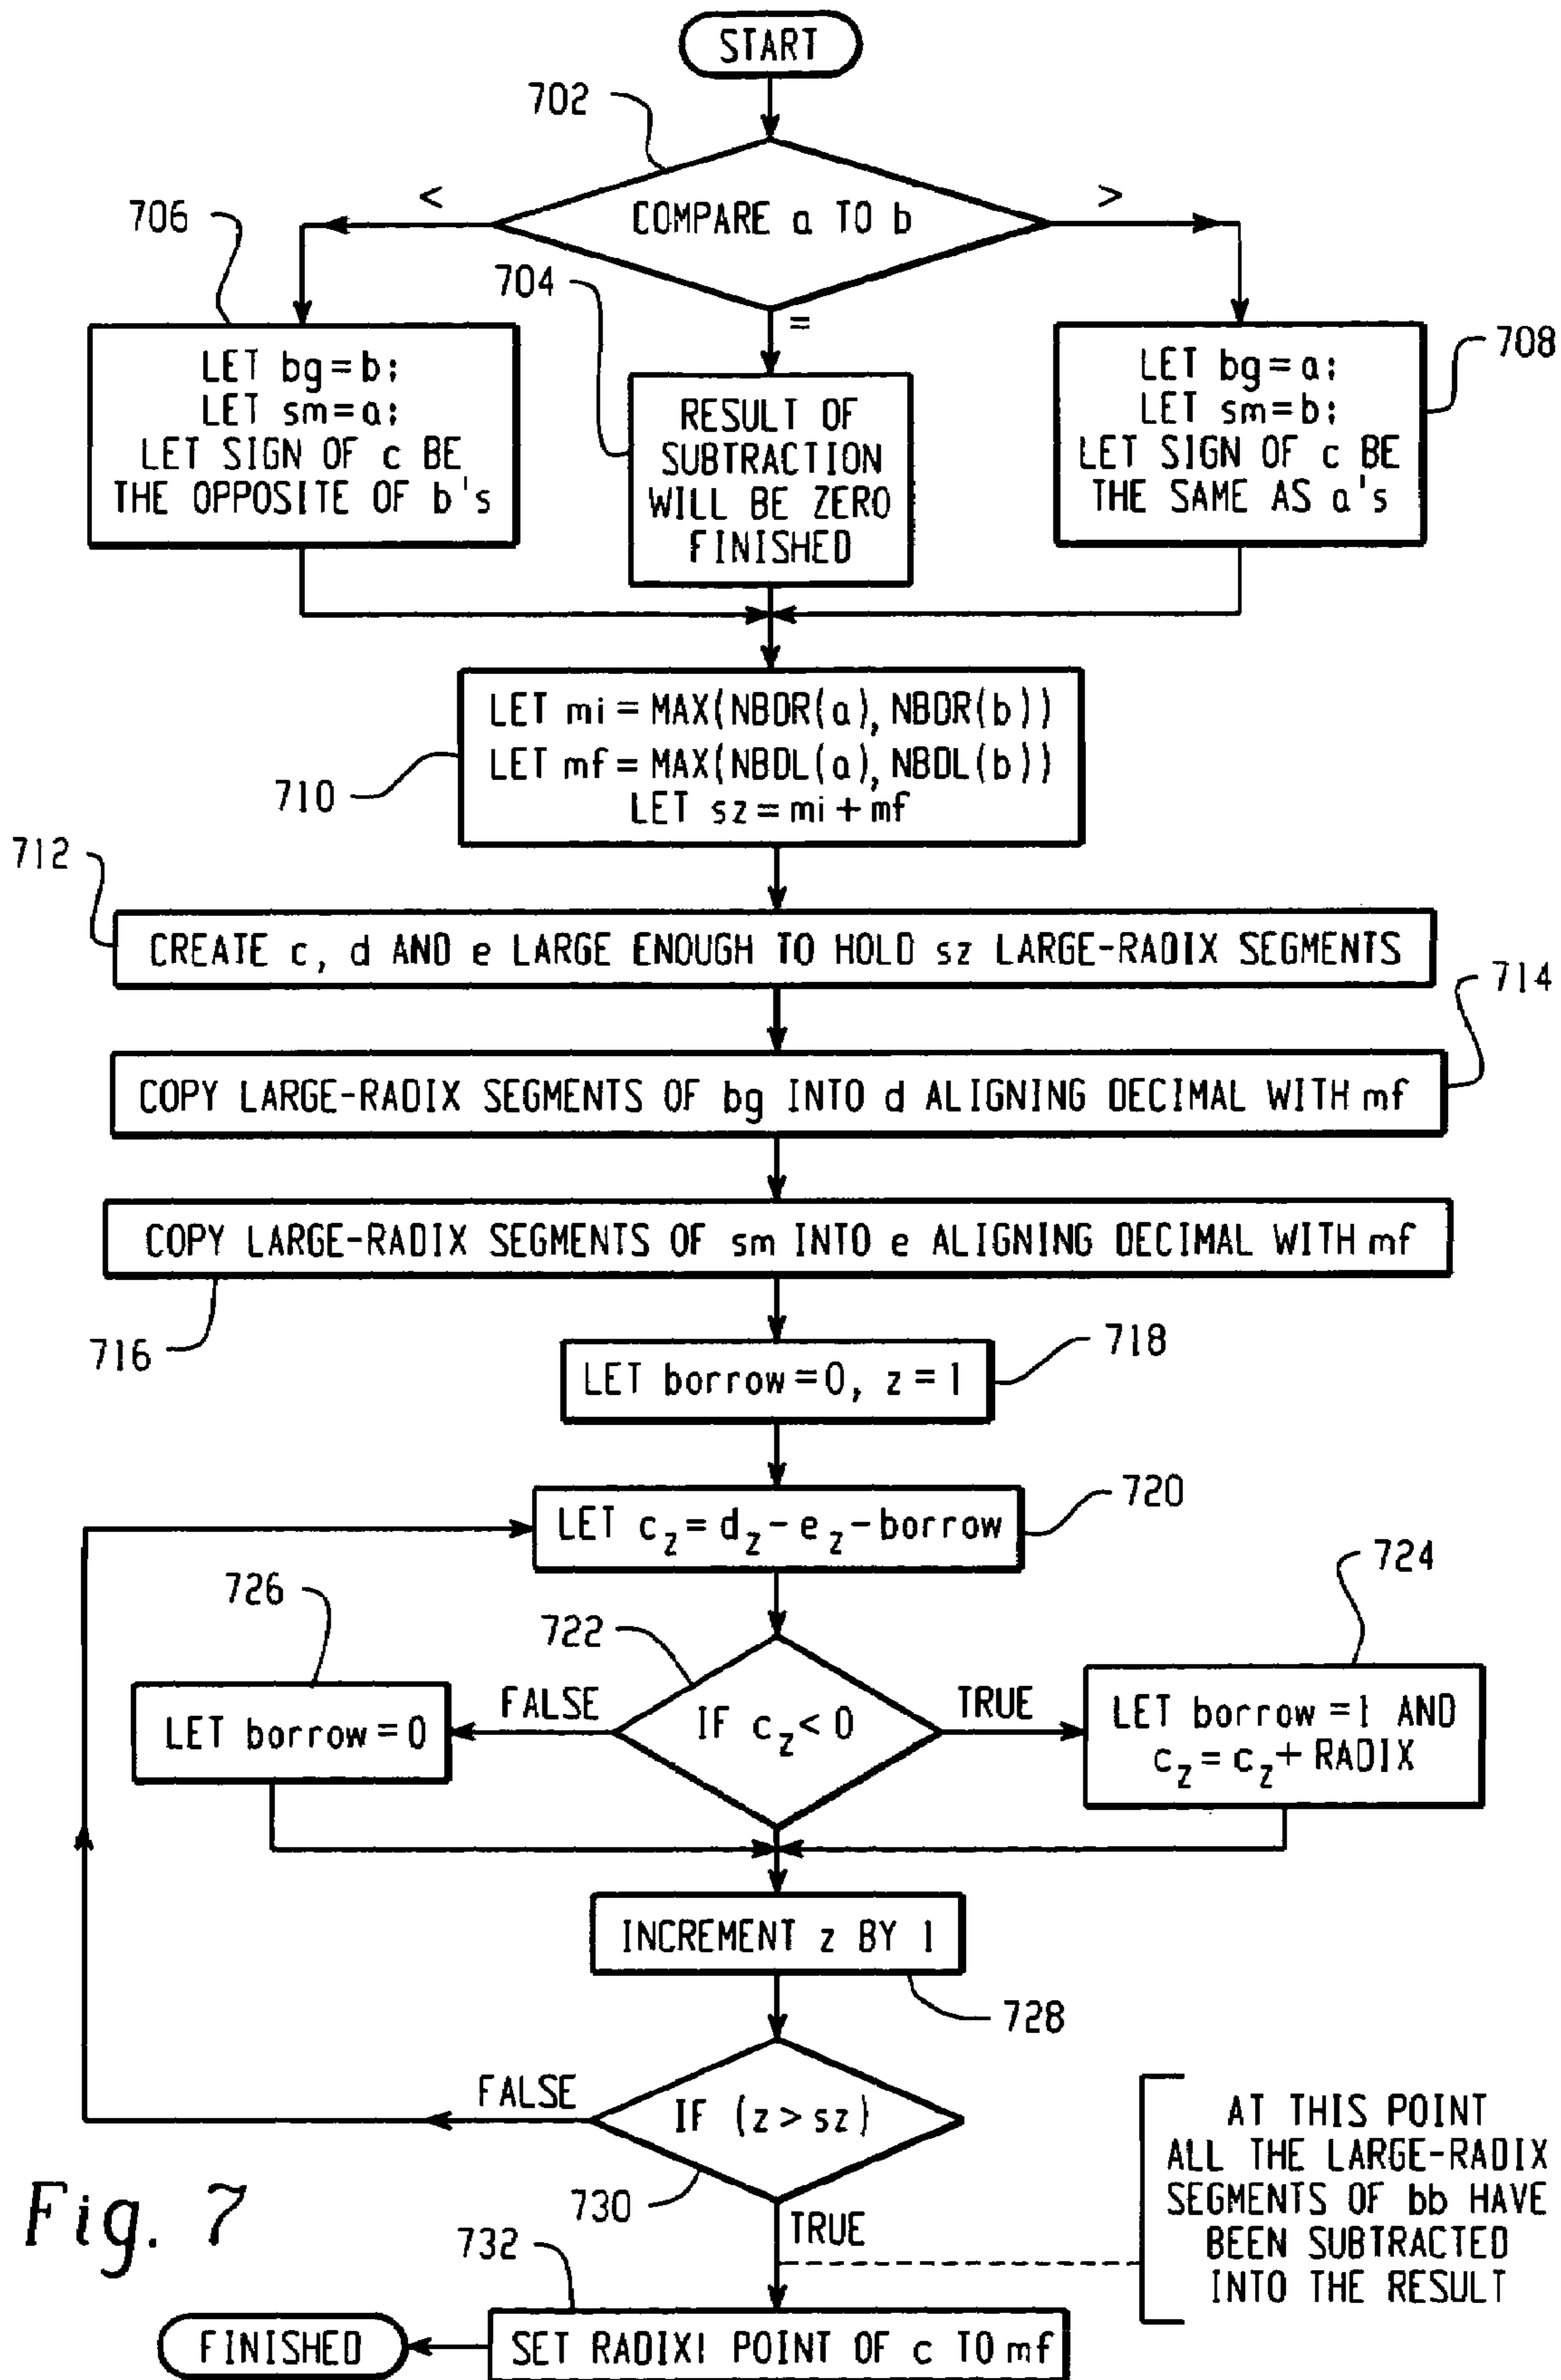 START
702
COMPARE a TO b
<
>
=
706
LET bg=b;
LET sm=a;
LET SIGN OF c BE
THE OPPOSITE OF b's
704
RESULT OF
SUBTRACTION
WILL BE ZERO
FINISHED
708
LET bg=a;
LET sm=b;
LET SIGN OF c BE
THE SAME AS a's
710
LET mi = MAX(NBDR(a), NBDR(b))
LET mf = MAX(NBDL(a), NBDL(b))
LET sz = mi + mf
712
CREATE c, d AND e LARGE ENOUGH TO HOLD sz LARGE-RADIX SEGMENTS
714
COPY LARGE-RADIX SEGMENTS OF bg INTO d ALIGNING DECIMAL WITH mf
COPY LARGE-RADIX SEGMENTS OF sm INTO e ALIGNING DECIMAL WITH mf
716
718
LET borrow=0, z=1
720
LET c_z = d_z - e_z - borrow
722
IF c_z < 0
FALSE
TRUE
726
LET borrow=0
724
LET borrow=1 AND
c_z = c_z + RADIX
INCREMENT z BY 1
728
IF (z > sz)
FALSE
730
TRUE
AT THIS POINT
ALL THE LARGE-RADIX
SEGMENTS OF bb HAVE
BEEN SUBTRACTED
INTO THE RESULT
732
SET RADIX! POINT OF c TO mf
FINISHED
Fig. 7